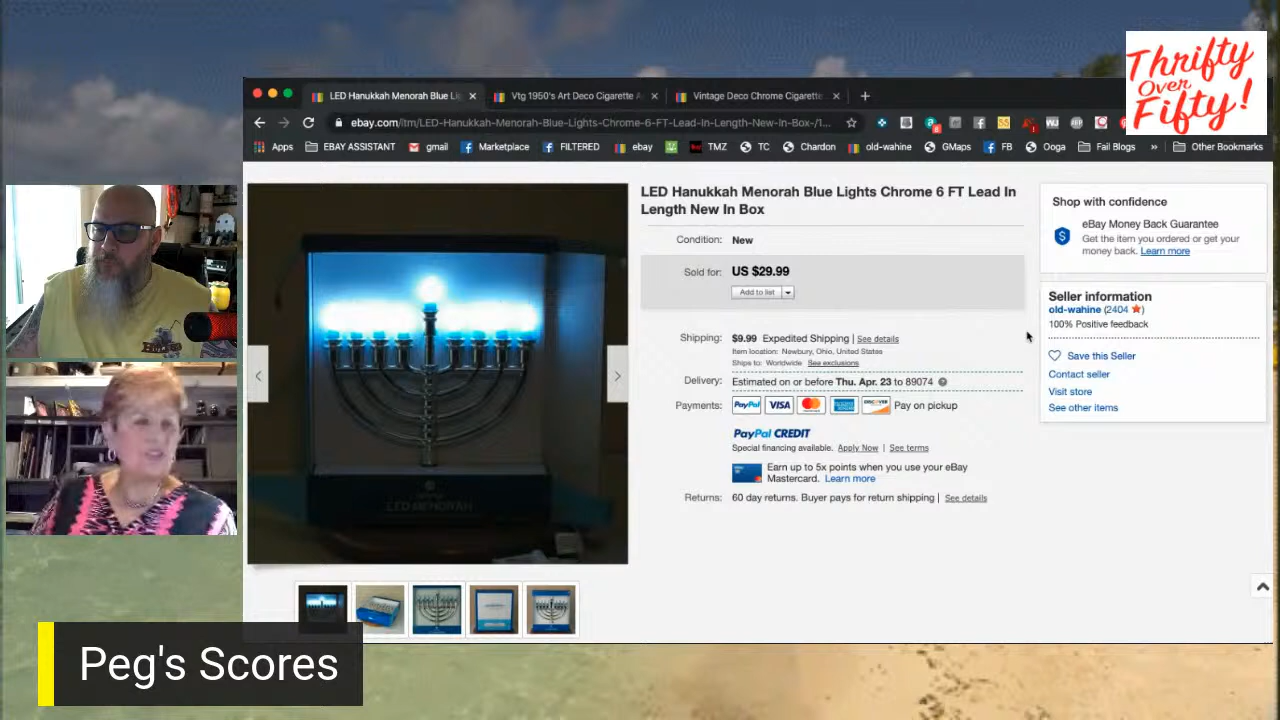 Thrifty
Over
Fifty!
LED Hanukkah Menorah Blue Li
Vtg 1950's Art Deco Cigarette
Vintage Deco Chrome Cigarette
ebay.com/itm/LED-Hanukkah-Menorah-Blue-Lights-Chrome-6-FT-Lead-in-Length-New-In-Box-/1...
Apps
EBAY ASSISTANT
gmail
Marketplace
FILTERED
ebay
TMZ
TC
Chardon
old-wahine
GMaps
FB
Ooga
Fail Blogs
»
Other Bookmarks
LED Hanukkah Menorah Blue Lights Chrome 6 FT Lead In
Length New In Box
Condition: New
Sold for: US $29.99
Add to list
Shipping: $9.99 Expedited Shipping | See details
Item location: Newbury, Ohio, United States
Ships to: Worldwide See exclusions
Delivery: Estimated on or before Thu. Apr. 23 to 89074
Payments: PayPal VISA Pay on pickup
PayPal CREDIT
Special financing available. Apply Now | See terms
Earn up to 5x points when you use your eBay
Mastercard. Learn more
Returns: 60 day returns. Buyer pays for return shipping | See details
Shop with confidence
eBay Money Back Guarantee
Get the item you ordered or get your
money back. Learn more
Seller information
old-wahine (2404 ★)
100% Positive feedback
Save this Seller
Contact seller
Visit store
See other items
LED MENORAH
Peg's Scores